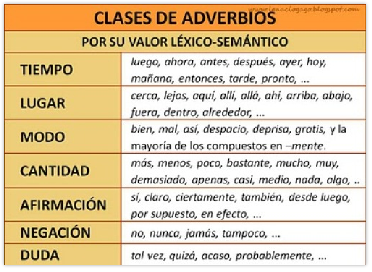 CLASES DE ADVERBIOS
POR SU VALOR LÉXICO-SEMÁNTICO
TIEMPO
luego, ahora, antes, después, ayer, hoy,
mañana, entonces, tarde, pronto, ...
LUGAR
cerca, lejos, aquí, allí, allá, ahí, arriba, abajo,
fuera, dentro, alrededor, ...
MODO
bien, mal, así, despacio, deprisa, gratis, y la
mayoría de los compuestos en –mente.
CANTIDAD
más, menos, poco, bastante, mucho, muy,
demasiado, apenas, casi, medio, nada, algo, ..
AFIRMACIÓN
sí, claro, ciertamente, también, desde luego,
por supuesto, en efecto, ...
NEGACIÓN
no, nunca, jamás, tampoco, ...
DUDA
tal vez, quizá, acaso, probablemente, ...